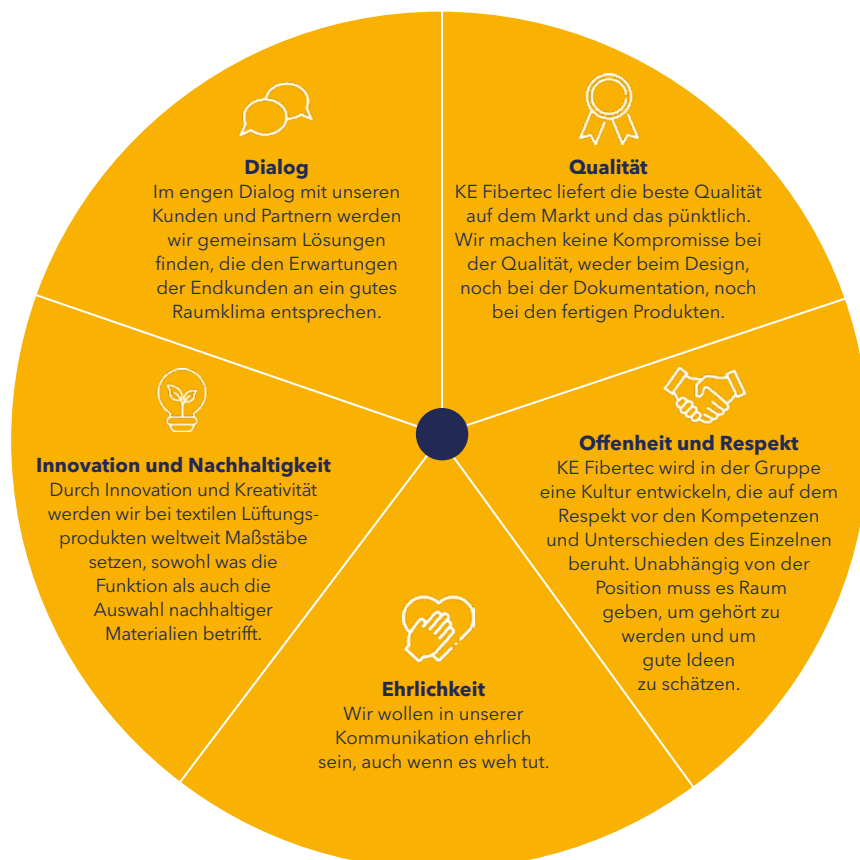 Dialog
Im engen Dialog mit unseren
Kunden und Partnern werden
wir gemeinsam Lösungen
finden, die den Erwartungen
der Endkunden an ein gutes
Raumklima entsprechen.
Qualität
KE Fibertec liefert die beste Qualität
auf dem Markt und das pünktlich.
Wir machen keine Kompromisse bei
der Qualität, weder beim Design,
noch bei der Dokumentation, noch
bei den fertigen Produkten.
Innovation und Nachhaltigkeit
Durch Innovation und Kreativität
werden wir bei textilen Lüftungs-
produkten weltweit Maßstäbe
setzen, sowohl was die
Funktion als auch die
Auswahl nachhaltiger
Materialien betrifft.
Offenheit und Respekt
KE Fibertec wird in der Gruppe
eine Kultur entwickeln, die auf dem
Respekt vor den Kompetenzen
und Unterschieden des Einzelnen
beruht. Unabhängig von der
Position muss es Raum
geben, um gehört zu
werden und um
gute Ideen
zu schätzen.
Ehrlichkeit
Wir wollen in unserer
Kommunikation ehrlich
sein, auch wenn es weh tut.